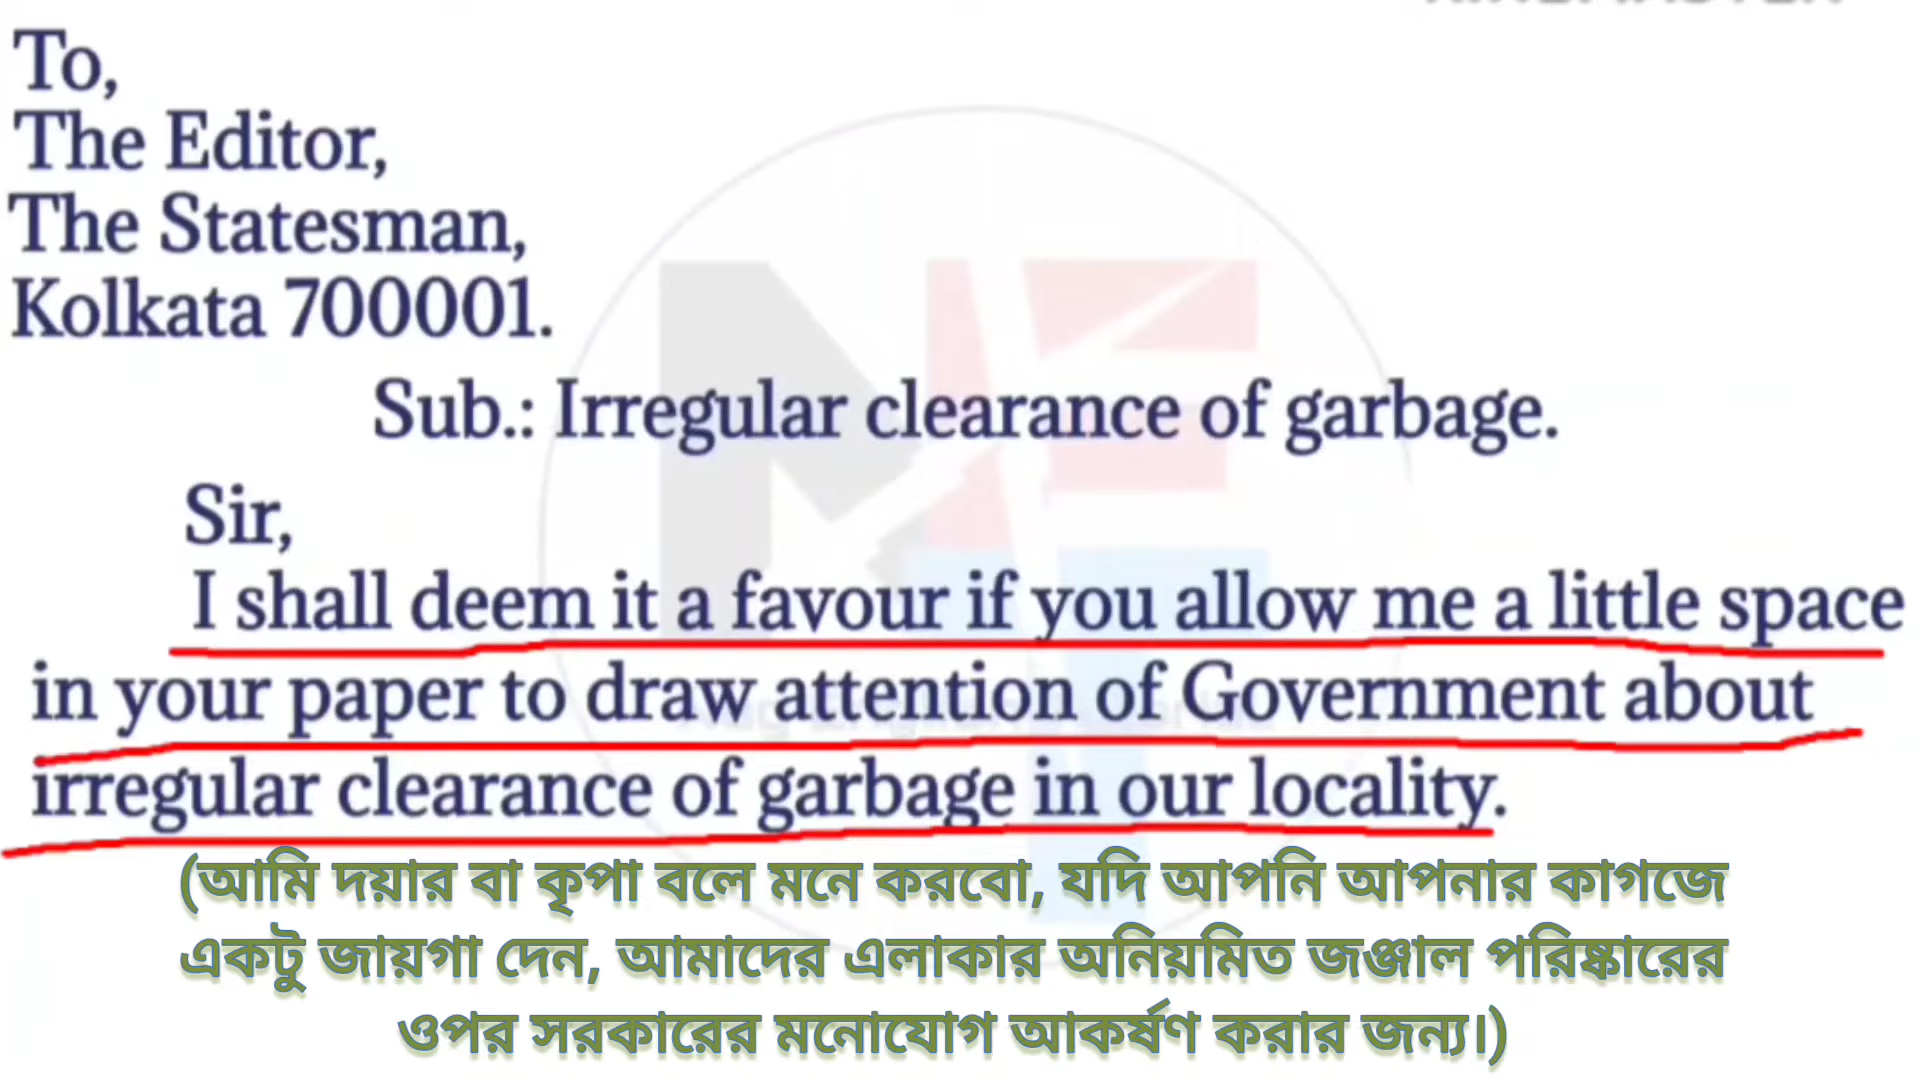 To,
The Editor,
The Statesman,
Kolkata 700001.
Sub.: Irregular clearance of garbage.
Sir,
I shall deem it a favour if you allow me a little space
in your paper to draw attention of Government about
irregular clearance of garbage in our locality.
(আমি দয়ার বা কৃপা বলে মনে করবো, যদি আপনি আপনার কাগজে
একটু জায়গা দেন, আমাদের এলাকার অনিয়মিত জঞ্জাল পরিষ্কারের
ওপর সরকারের মনোযোগ আকর্ষণ করার জন্য।)